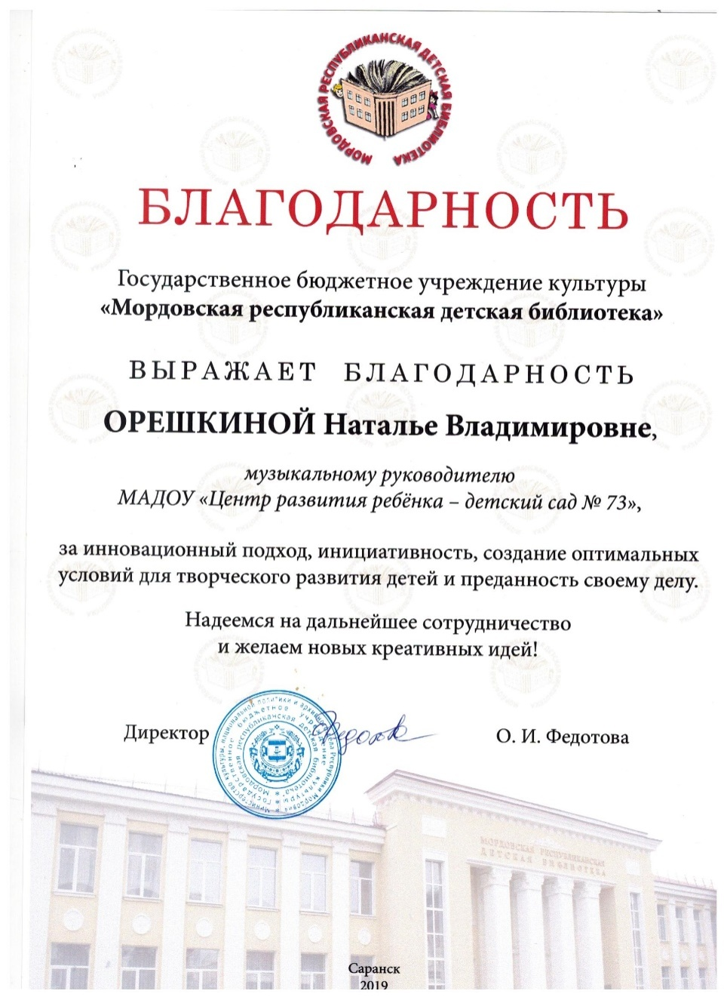 МОРДОВСКАЯ РЕСПУБЛИКАНСКАЯ ДЕТСКАЯ БИБЛИОТЕКА
БЛАГОДАРНОСТЬ
Государственное бюджетное учреждение культуры
«Мордовская республиканская детская библиотека»
ВЫРАЖАЕТ БЛАГОДАРНОСТЬ
ОРЕШКИНОЙ Наталье Владимировне,
музыкальному руководителю
МАДОУ «Центр развития ребёнка – детский сад № 73»,
за инновационный подход, инициативность, создание оптимальных
условий для творческого развития детей и преданность своему делу.
Надеемся на дальнейшее сотрудничество
и желаем новых креативных идей!
Директор
О. И. Федотова
МОРДОВСКАЯ РЕСПУБЛИКАНСКАЯ
ДЕТСКАЯ БИБЛИОТЕКА
Саранск
2019